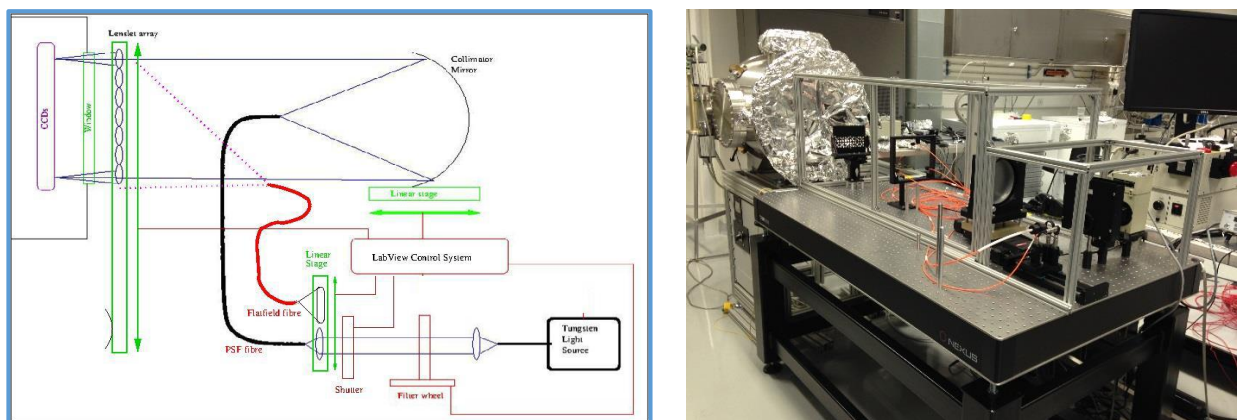 Lenslet array
Collimator
Mirror
CCDs
Window
Linear stage
LabView Control System
Linear
Stage
Flatfield fibre
PSF fibre
Shutter
Filter wheel
Tungsten
Light
Source
NEXUS